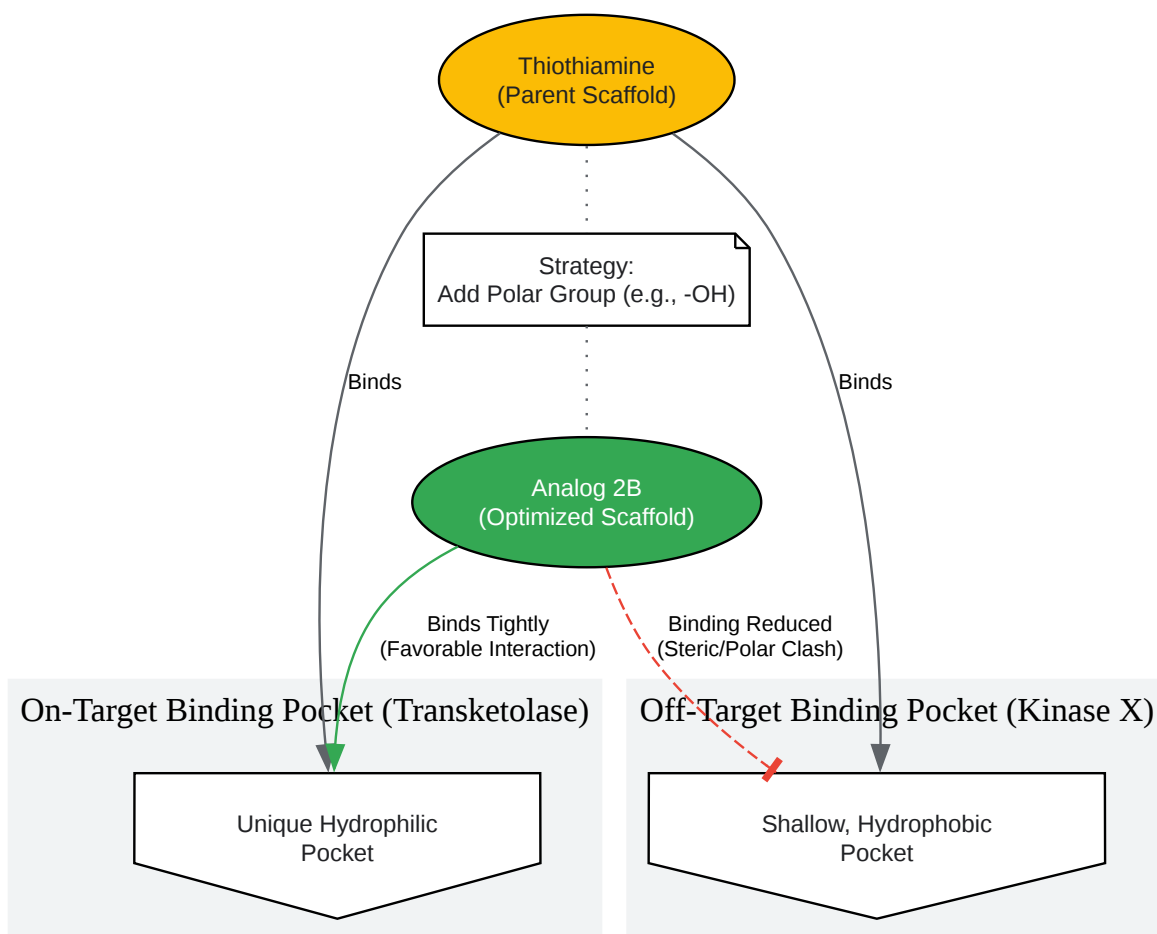 Thiothiamine
(Parent Scaffold)
Strategy:
Add Polar Group (e.g., -OH)
Binds
Binds
Analog 2B
(Optimized Scaffold)
Binds Tightly
(Favorable Interaction)
Binding Reduced
(Steric/Polar Clash)
On-Target Binding Pocket (Transketolase)
Off-Target Binding Pocket (Kinase X)
Unique Hydrophilic
Pocket
Shallow, Hydrophobic
Pocket